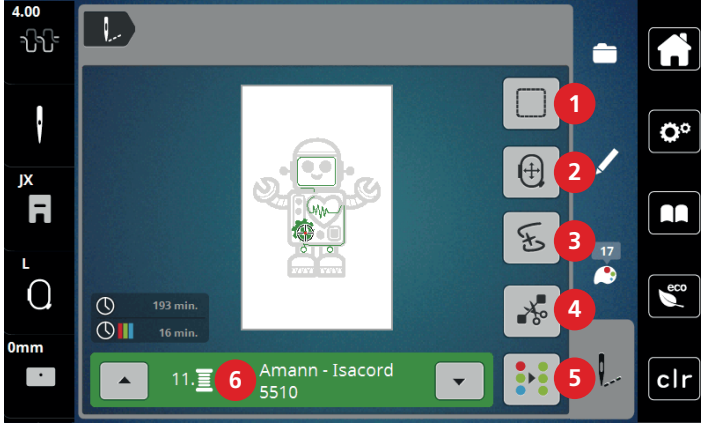 4.00
JX
L
0mm
193 min.
16 min.
11.
6
Amann - Isacord
5510
1
2
3
4
5
17
eco
clr